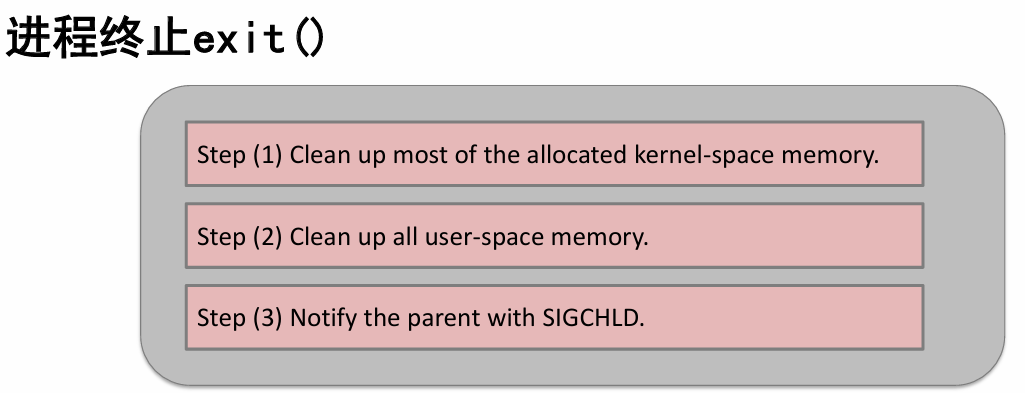 进程终止exit()
Step (1) Clean up most of the allocated kernel-space memory.
Step (2) Clean up all user-space memory.
Step (3) Notify the parent with SIGCHLD.